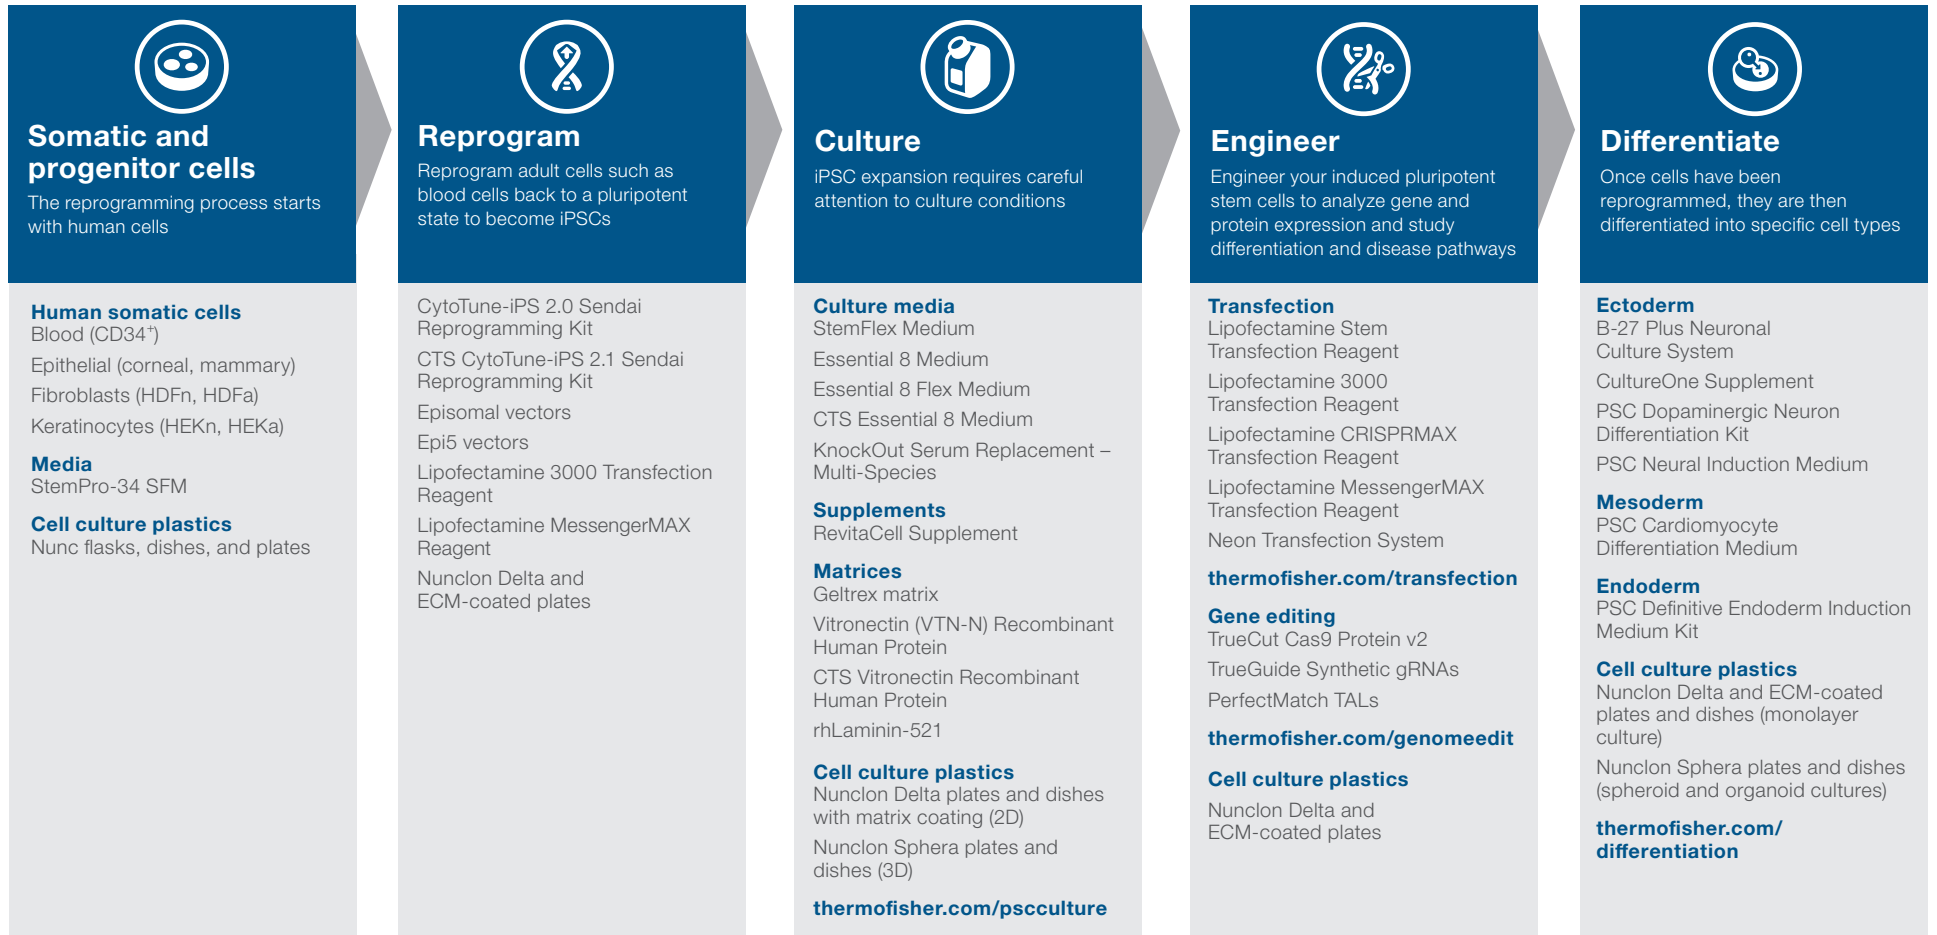 Somatic and
progenitor cells
The reprogramming process starts
with human cells
Human somatic cells
Blood (CD34⁺)
Epithelial (corneal, mammary)
Fibroblasts (HDFn, HDFa)
Keratinocytes (HEKn, HEKa)
Media
StemPro-34 SFM
Cell culture plastics
Nunc flasks, dishes, and plates
Reprogram
Reprogram adult cells such as
blood cells back to a pluripotent
state to become iPSCs
CytoTune-iPS 2.0 Sendai
Reprogramming Kit
CTS CytoTune-iPS 2.1 Sendai
Reprogramming Kit
Episomal vectors
Epi5 vectors
Lipofectamine 3000 Transfection
Reagent
Lipofectamine MessengerMAX
Reagent
Nunclon Delta and
ECM-coated plates
Culture
iPSC expansion requires careful
attention to culture conditions
Culture media
StemFlex Medium
Essential 8 Medium
Essential 8 Flex Medium
CTS Essential 8 Medium
KnockOut Serum Replacement –
Multi-Species
Supplements
RevitaCell Supplement
Matrices
Geltrex matrix
Vitronectin (VTN-N) Recombinant
Human Protein
CTS Vitronectin Recombinant
Human Protein
rhLaminin-521
Cell culture plastics
Nunclon Delta plates and dishes
with matrix coating (2D)
Nunclon Sphera plates and
dishes (3D)
thermofisher.com/pscculture
Engineer
Engineer your induced pluripotent
stem cells to analyze gene and
protein expression and study
differentiation and disease pathways
Transfection
Lipofectamine Stem
Transfection Reagent
Lipofectamine 3000
Transfection Reagent
Lipofectamine CRISPRMAX
Transfection Reagent
Lipofectamine MessengerMAX
Transfection Reagent
Neon Transfection System
thermofisher.com/transfection
Gene editing
TrueCut Cas9 Protein v2
TrueGuide Synthetic gRNAs
PerfectMatch TALs
thermofisher.com/genomeedit
Cell culture plastics
Nunclon Delta and
ECM-coated plates
Differentiate
Once cells have been
reprogrammed, they are then
differentiated into specific cell types
Ectoderm
B-27 Plus Neuronal
Culture System
CultureOne Supplement
PSC Dopaminergic Neuron
Differentiation Kit
PSC Neural Induction Medium
Mesoderm
PSC Cardiomyocyte
Differentiation Medium
Endoderm
PSC Definitive Endoderm Induction
Medium Kit
Cell culture plastics
Nunclon Delta and ECM-coated
plates and dishes (monolayer
culture)
Nunclon Sphera plates and dishes
(spheroid and organoid cultures)
thermofisher.com/
differentiation